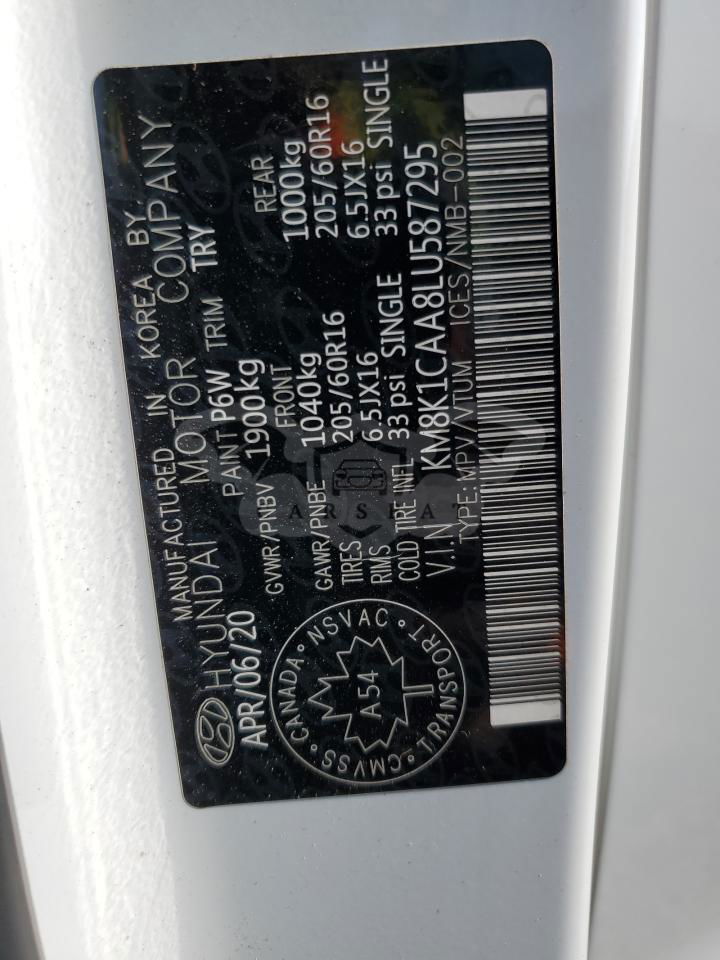 MANUFACTURED IN KOREA BY
HYUNDAI MOTOR COMPANY
APR/06/20 PAINT P6W TRIM TRY
GVWR/PNBV 1900kg
FRONT REAR
GAWR/PNBE 1040kg 1000kg
TIRES 205/60R16 205/60R16
RIMS 6.5JX16 6.5JX16
COLD TIRE INFL 33 psi SINGLE 33 psi SINGLE
V.I.N KM8K1CAA8LU587295
TYPE:MPV/VTUM ICES/NMB-002
CANADA · NSVAC · TRANSPORT · CMVSS ·
A54